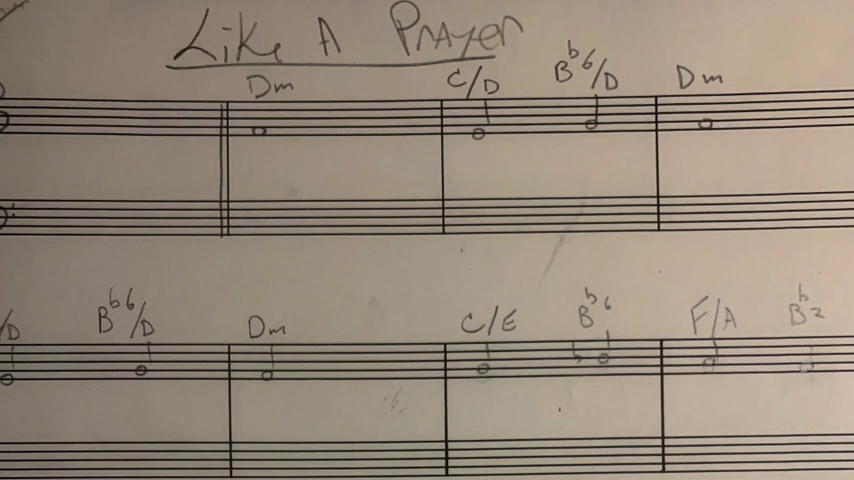 Like A Prayer
Dm C/D B♭6/D Dm
/D B♭6/D Dm C/E B♭6 F/A B♭2